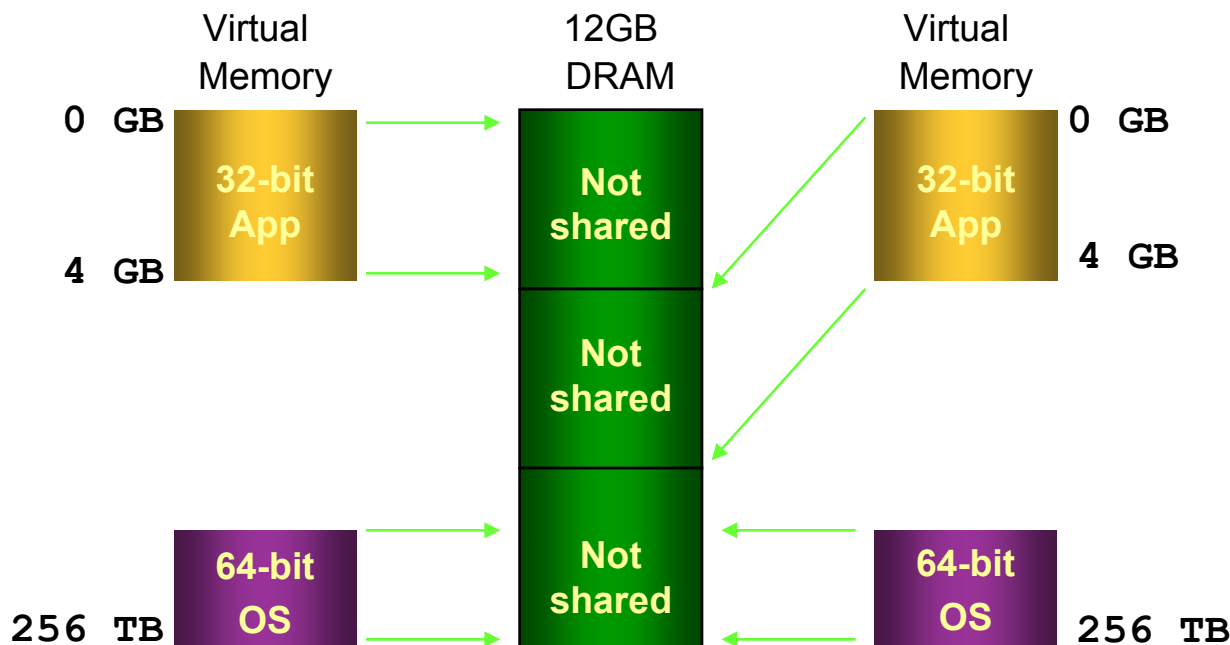 Virtual
Memory
12GB
DRAM
Virtual
Memory
0 GB
32-bit
App
4 GB
Not
shared
0 GB
32-bit
App
4 GB
Not
shared
64-bit
OS
256 TB
Not
shared
64-bit
OS
256 TB